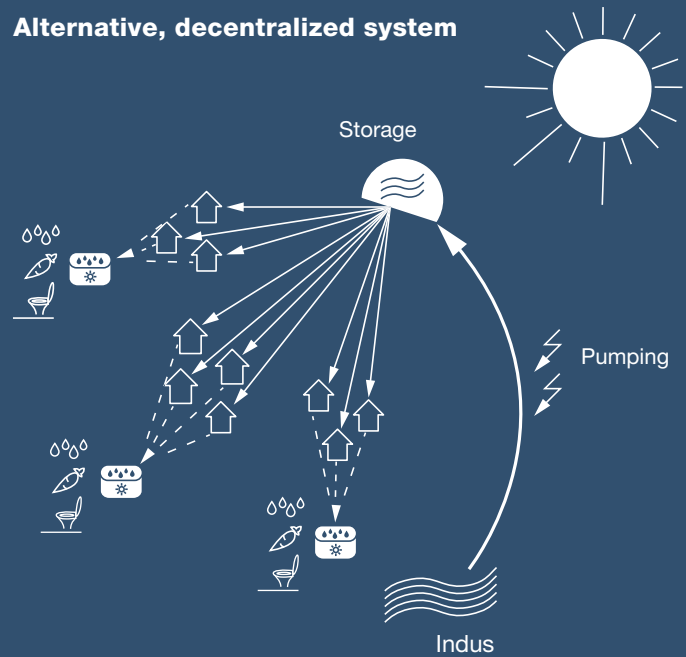 Alternative, decentralized system
Storage
Pumping
Indus